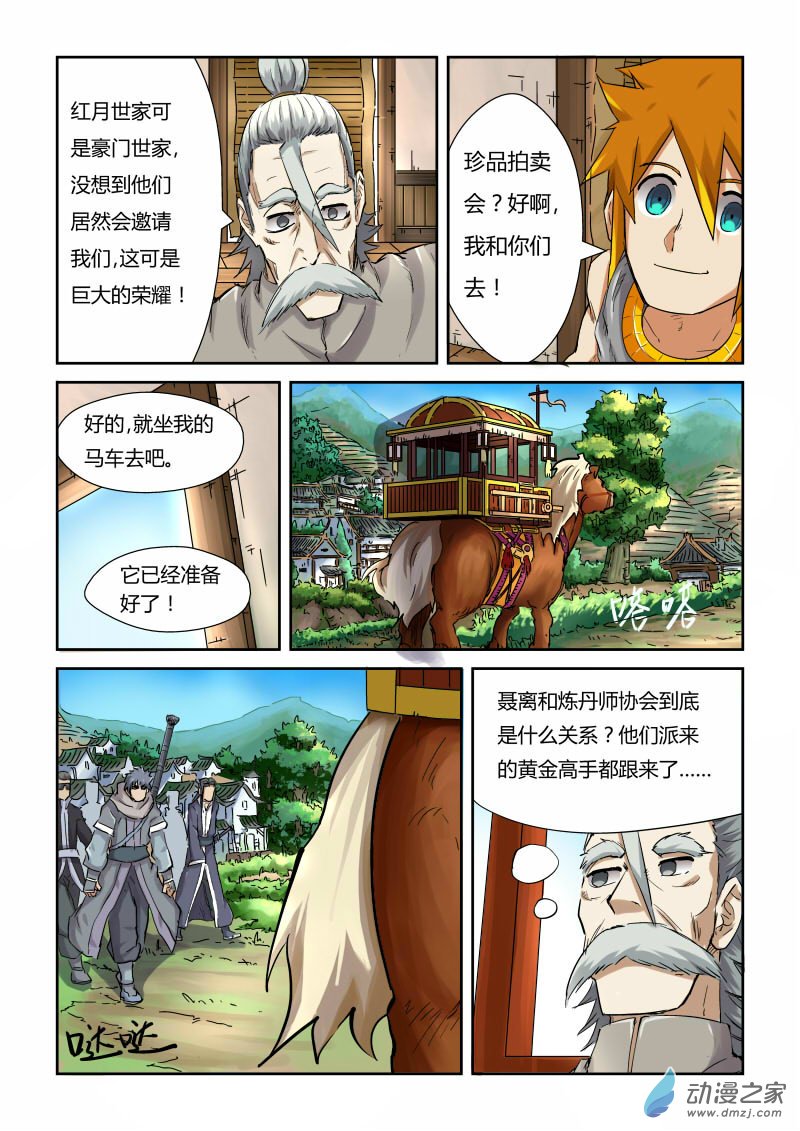 红月世家可
是豪门世家，
没想到他们
居然会邀请
我们，这可是
巨大的荣耀！
珍品拍卖
会？好啊，
我和你们
去！
好的，就坐我的
马车去吧。
它已经准备
好了！
嗒嗒
哒哒
聂离和炼丹师协会到底
是什么关系？他们派来
的黄金高手都跟来了……
动漫之家
www.dmzj.com